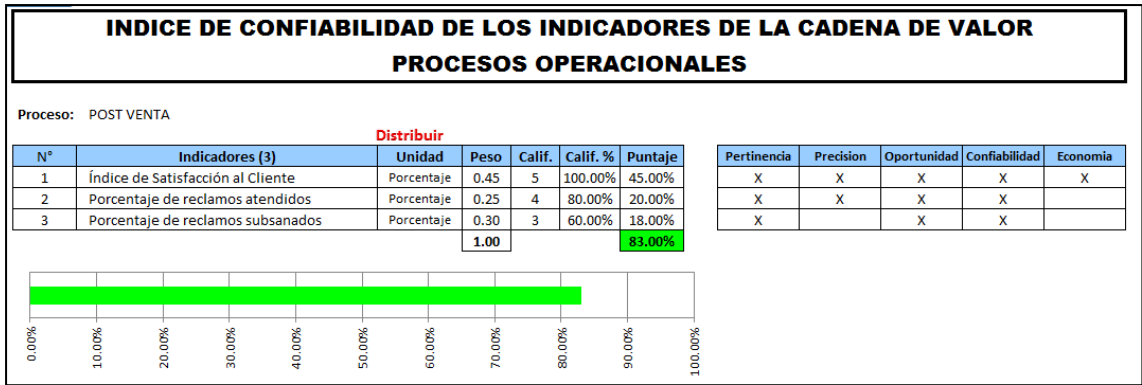 INDICE DE CONFIABILIDAD DE LOS INDICADORES DE LA CADENA DE VALOR
PROCESOS OPERACIONALES
Proceso: POST VENTA
Distribuir
N° Indicadores (3) Unidad Peso Calif. Calif. % Puntaje Pertinencia Precision Oportunidad Confiabilidad Economia
1 Índice de Satisfacción al Cliente Porcentaje 0.45 5 100.00% 45.00% X X X X X
2 Porcentaje de reclamos atendidos Porcentaje 0.25 4 80.00% 20.00% X X X X
3 Porcentaje de reclamos subsanados Porcentaje 0.30 3 60.00% 18.00% X X X
1.00 83.00%
0.00% 10.00% 20.00% 30.00% 40.00% 50.00% 60.00% 70.00% 80.00% 90.00% 100.00%